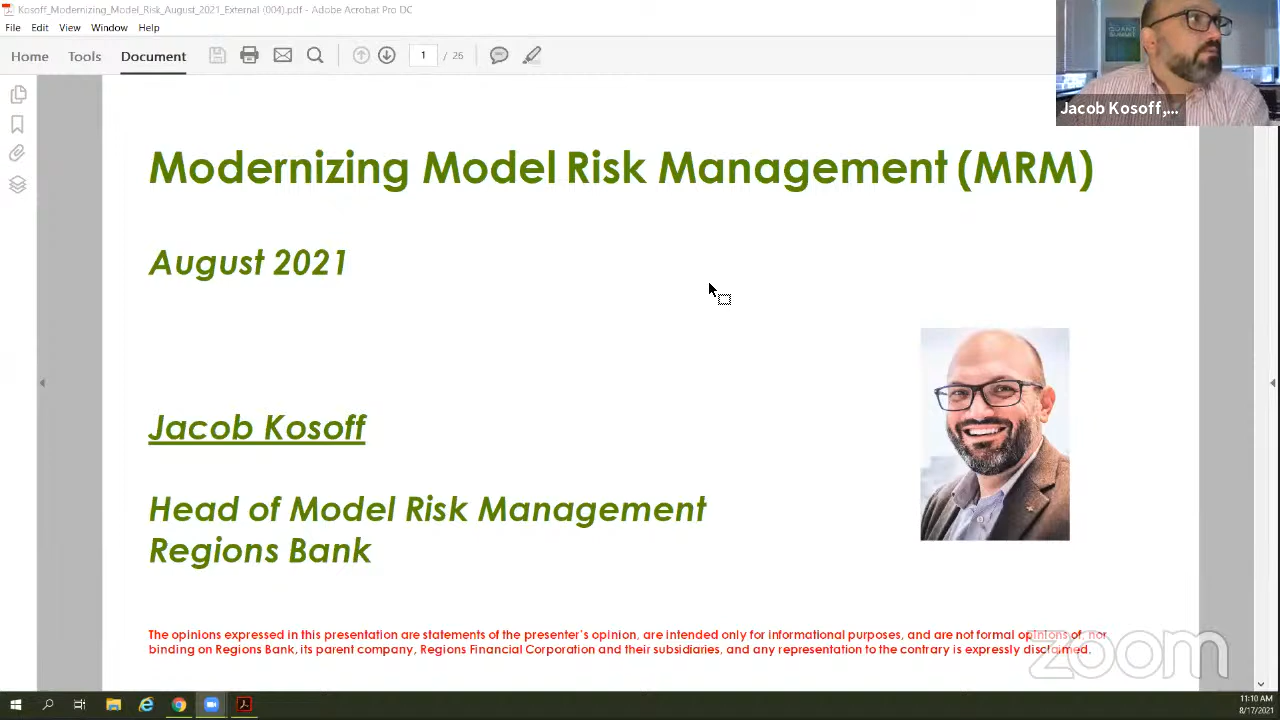 Kosoff_Modernizing_Model_Risk_August_2021_External (004).pdf - Adobe Acrobat Pro DC
File Edit View Window Help
Home Tools Document 1 / 26
Jacob Kosoff,...
Modernizing Model Risk Management (MRM)
August 2021
Jacob Kosoff
Head of Model Risk Management
Regions Bank
The opinions expressed in this presentation are statements of the presenter's opinion, are intended only for informational purposes, and are not formal opinions of, nor
binding on Regions Bank, its parent company, Regions Financial Corporation and their subsidiaries, and any representation to the contrary is expressly disclaimed.
zoom
11:10 AM
8/17/2021